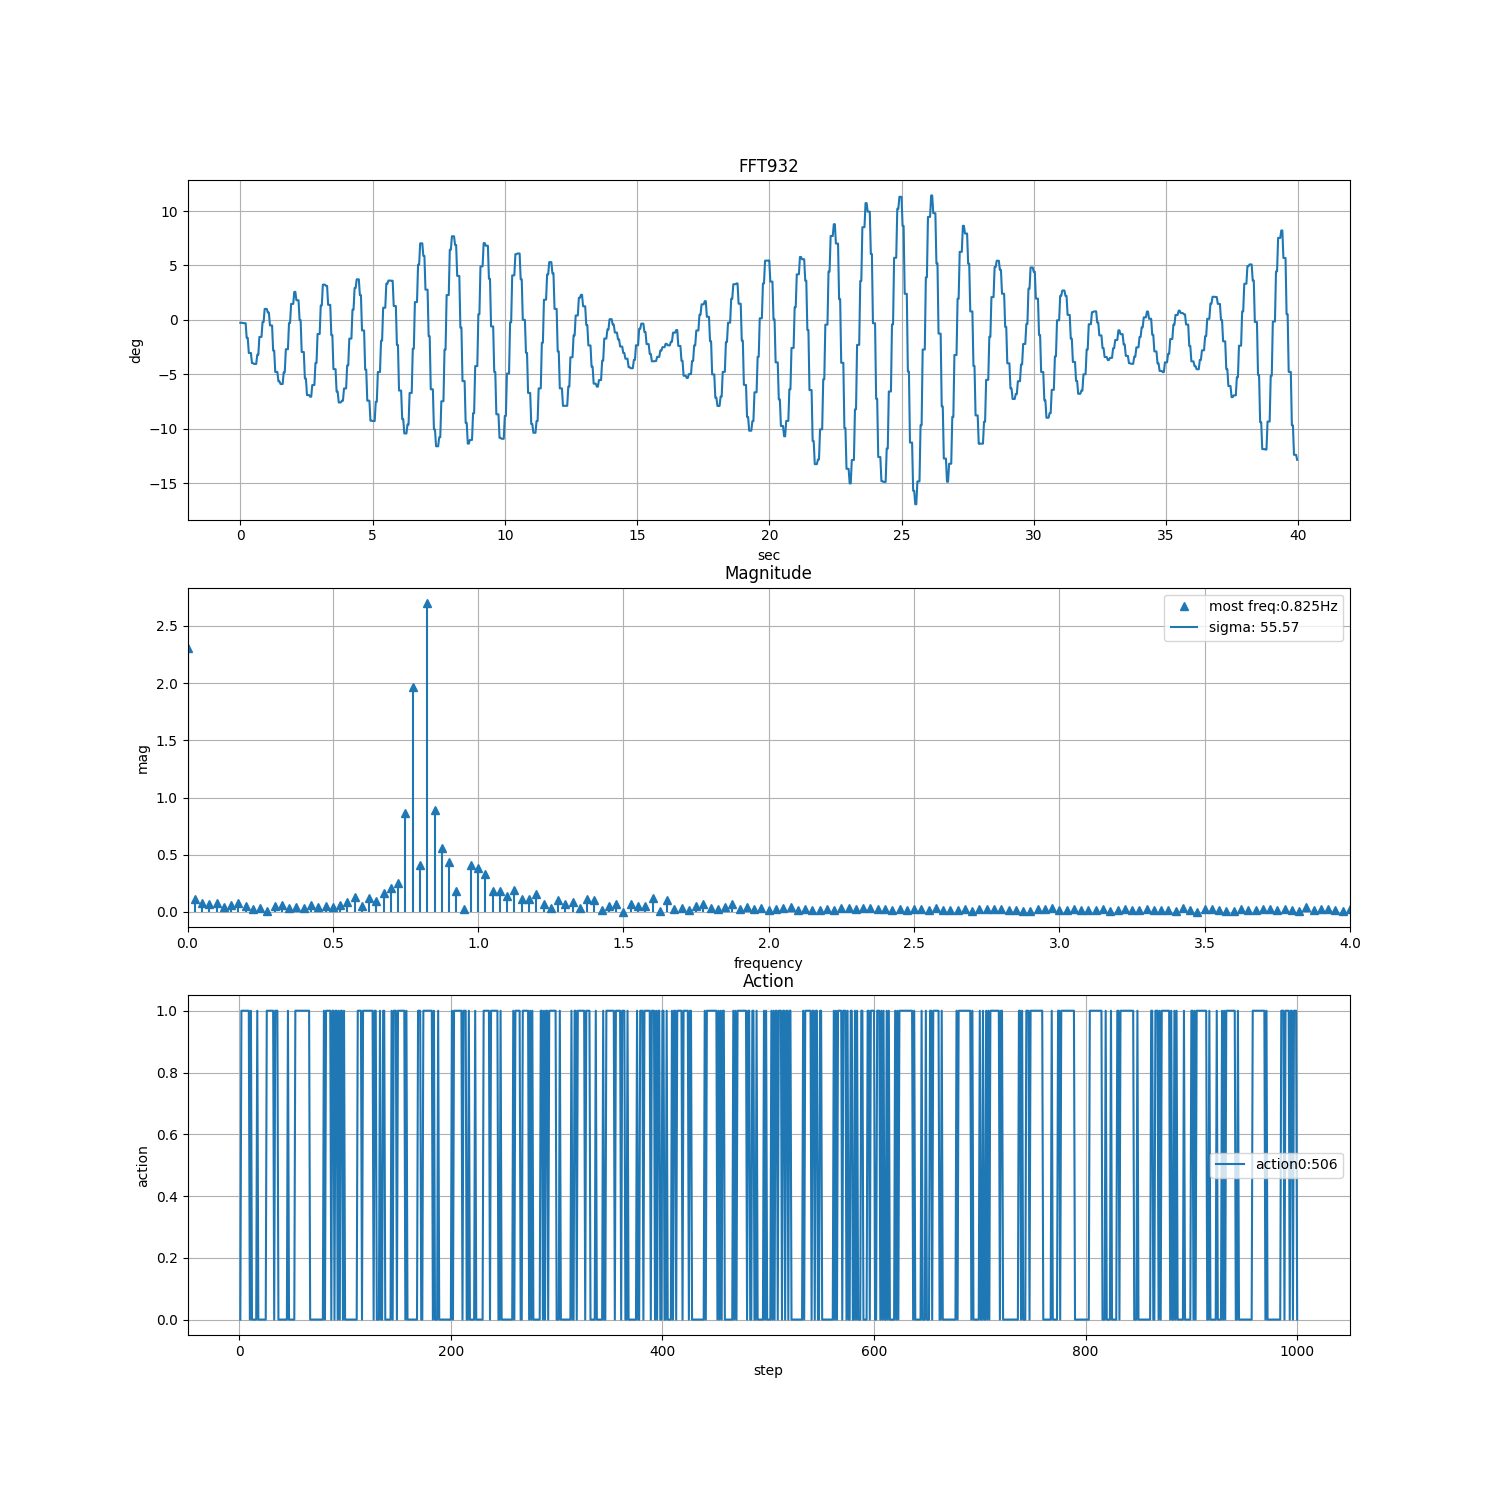 FFT932
10
5
0
−5
−10
−15
deg
0 5 10 15 20 25 30 35 40
sec
Magnitude
most freq:0.825Hz
sigma: 55.57
2.5
2.0
1.5
1.0
0.5
0.0
mag
0.0 0.5 1.0 1.5 2.0 2.5 3.0 3.5 4.0
frequency
Action
1.0
0.8
0.6
0.4
0.2
0.0
action
action0:506
0 200 400 600 800 1000
step